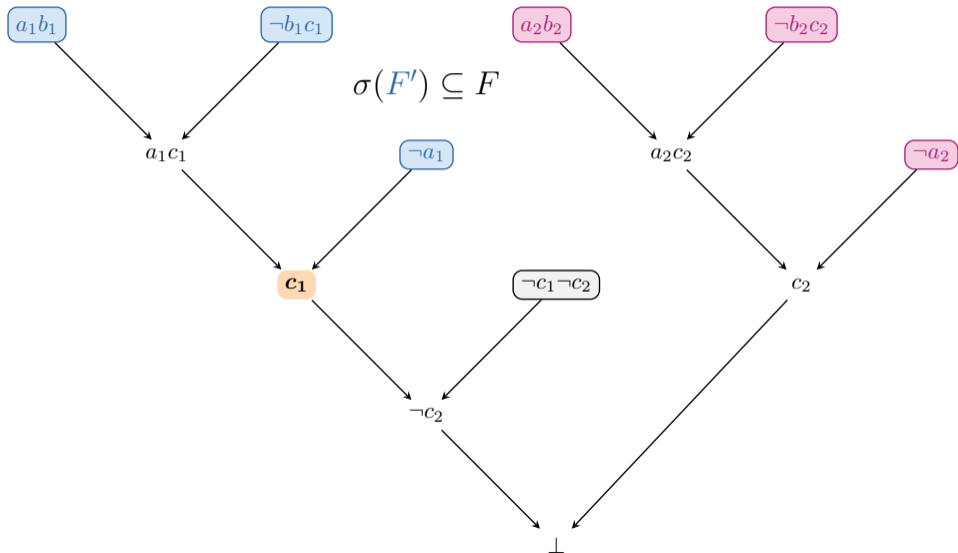 a₁b₁ ¬b₁c₁ a₂b₂ ¬b₂c₂
σ(F′) ⊆ F
a₁c₁ ¬a₁ a₂c₂ ¬a₂
c₁ ¬c₁¬c₂ c₂
¬c₂
⊥